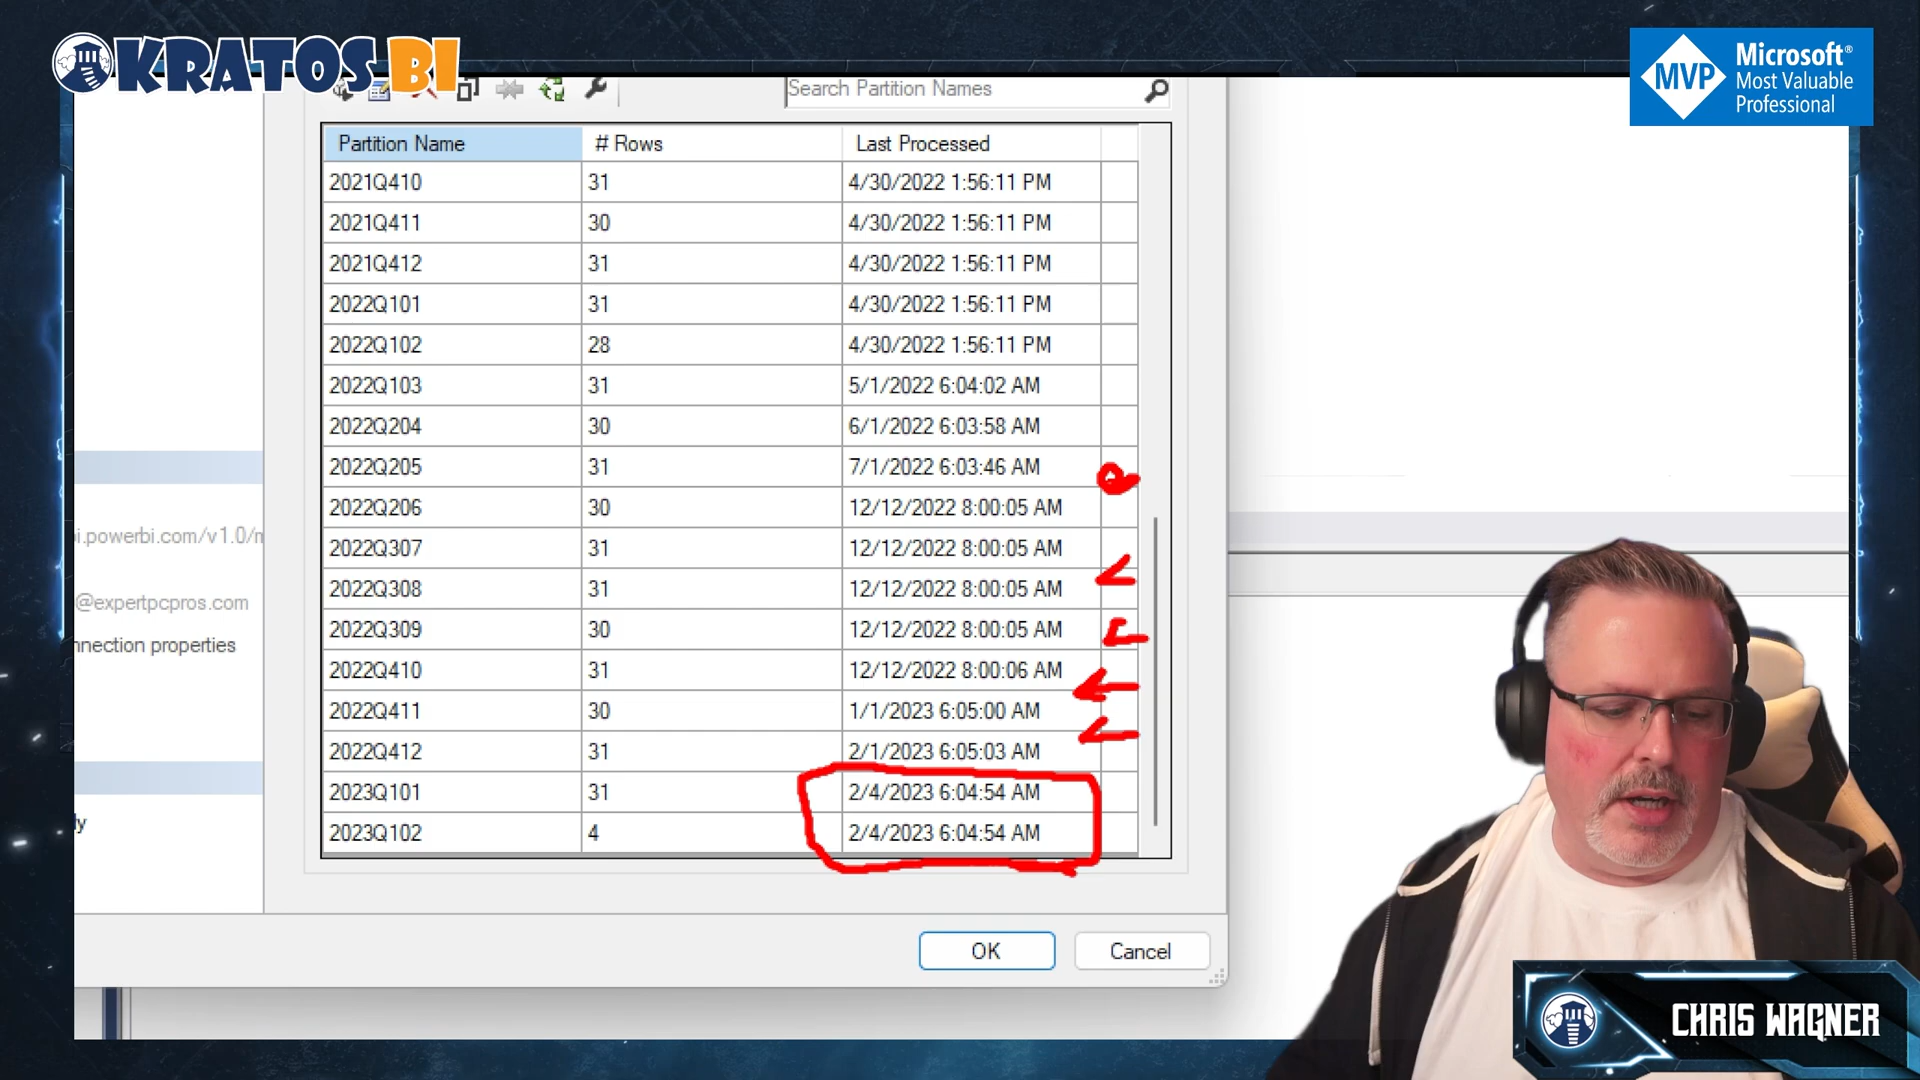 KRATOS BI
MVP
Microsoft®
Most Valuable
Professional
Search Partition Names
Partition Name # Rows Last Processed
2021Q410 31 4/30/2022 1:56:11 PM
2021Q411 30 4/30/2022 1:56:11 PM
2021Q412 31 4/30/2022 1:56:11 PM
2022Q101 31 4/30/2022 1:56:11 PM
2022Q102 28 4/30/2022 1:56:11 PM
2022Q103 31 5/1/2022 6:04:02 AM
2022Q204 30 6/1/2022 6:03:58 AM
2022Q205 31 7/1/2022 6:03:46 AM
2022Q206 30 12/12/2022 8:00:05 AM
2022Q307 31 12/12/2022 8:00:05 AM
2022Q308 31 12/12/2022 8:00:05 AM
2022Q309 30 12/12/2022 8:00:05 AM
2022Q410 31 12/12/2022 8:00:06 AM
2022Q411 30 1/1/2023 6:05:00 AM
2022Q412 31 2/1/2023 6:05:03 AM
2023Q101 31 2/4/2023 6:04:54 AM
2023Q102 4 2/4/2023 6:04:54 AM
i.powerbi.com/v1.0/
@expertpcpros.com
nnection properties
ly
OK Cancel
CHRIS WAGNER